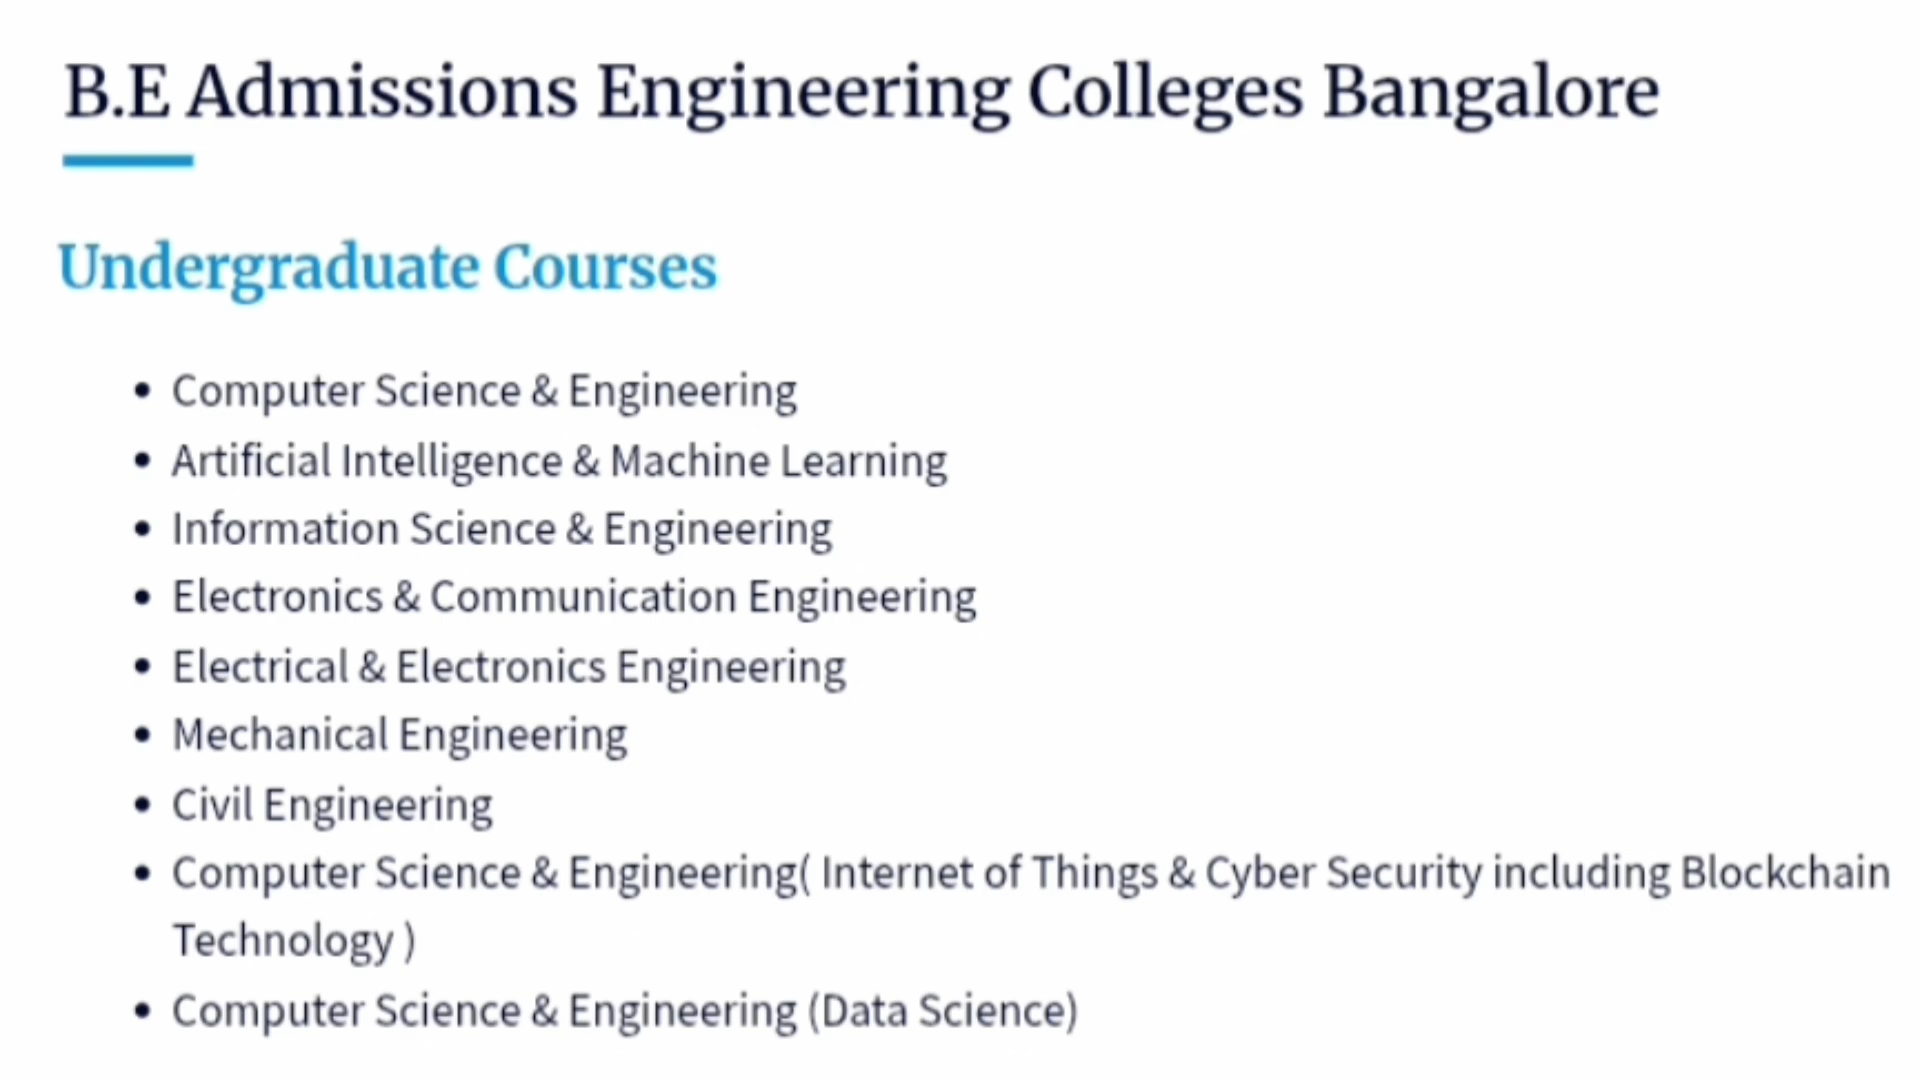 B.E Admissions Engineering Colleges Bangalore
Undergraduate Courses
• Computer Science & Engineering
• Artificial Intelligence & Machine Learning
• Information Science & Engineering
• Electronics & Communication Engineering
• Electrical & Electronics Engineering
• Mechanical Engineering
• Civil Engineering
• Computer Science & Engineering( Internet of Things & Cyber Security including Blockchain
Technology )
• Computer Science & Engineering (Data Science)